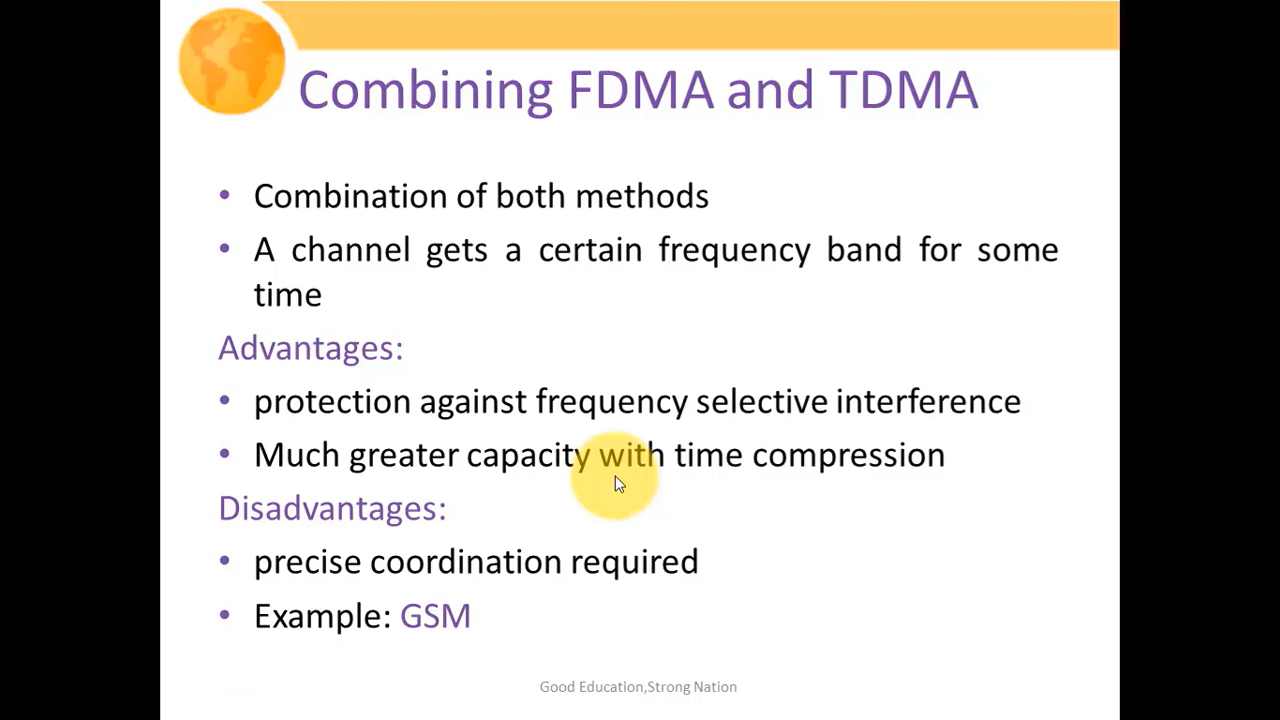 Combining FDMA and TDMA
• Combination of both methods
• A channel gets a certain frequency band for some
time
Advantages:
• protection against frequency selective interference
• Much greater capacity with time compression
Disadvantages:
• precise coordination required
• Example: GSM
Good Education,Strong Nation